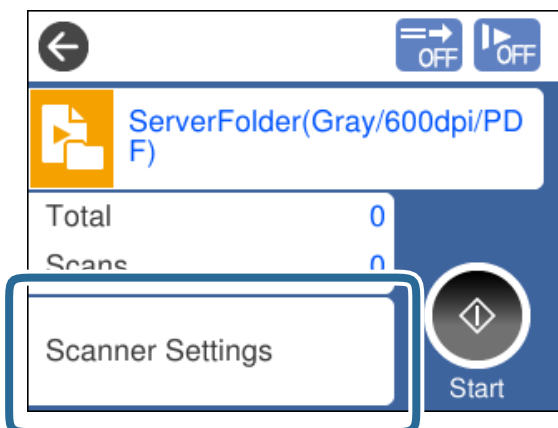 OFF OFF
ServerFolder(Gray/600dpi/PD
F)
Total 0
Scans 0
Scanner Settings
Start